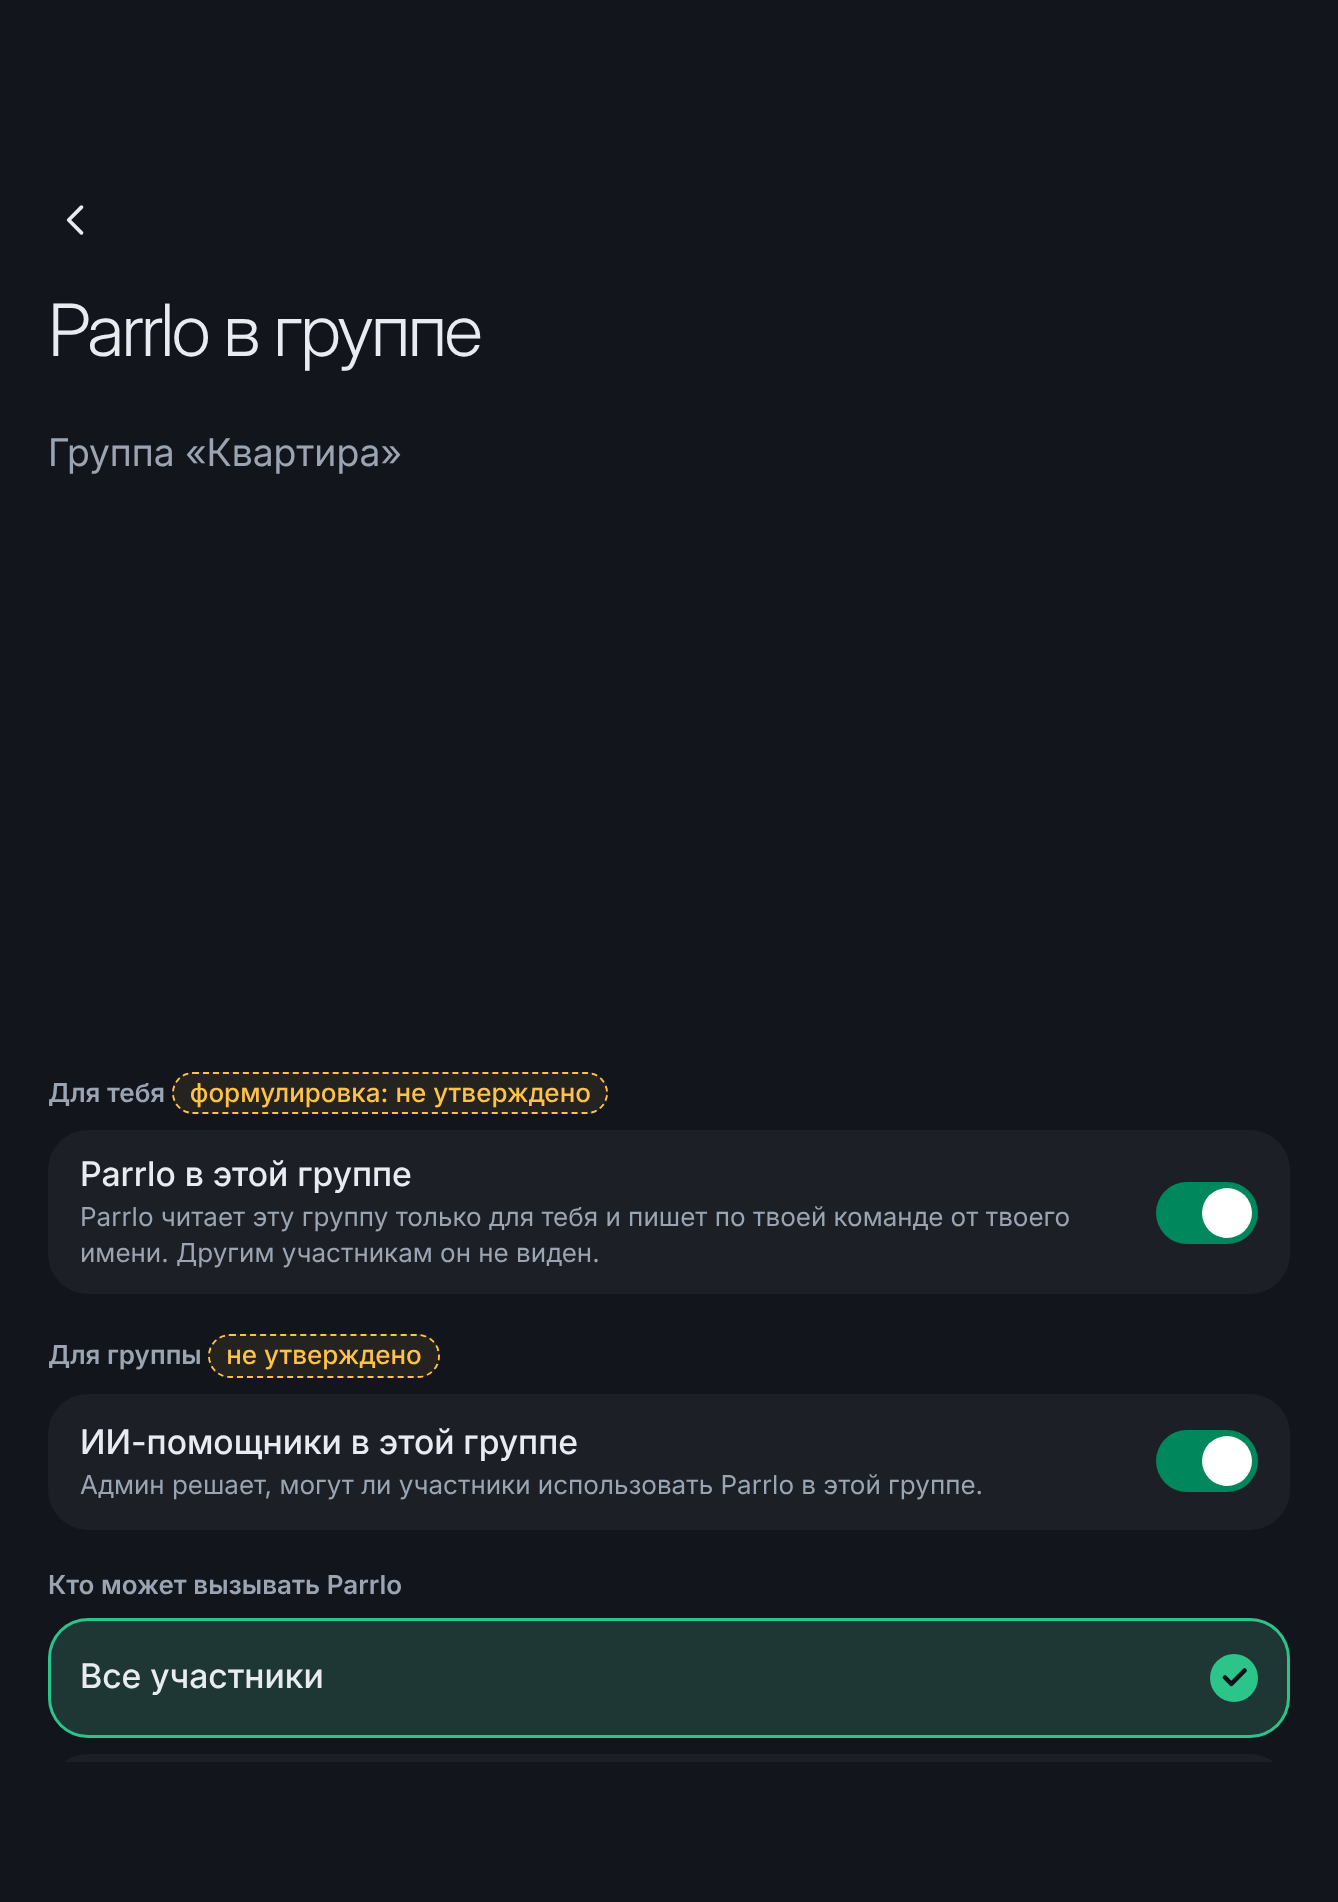 Parrlo в группе
Группа «Квартира»
Для тебя формулировка: не утверждено
Parrlo в этой группе
Parrlo читает эту группу только для тебя и пишет по твоей команде от твоего
имени. Другим участникам он не виден.
Для группы не утверждено
ИИ-помощники в этой группе
Админ решает, могут ли участники использовать Parrlo в этой группе.
Кто может вызывать Parrlo
Все участники